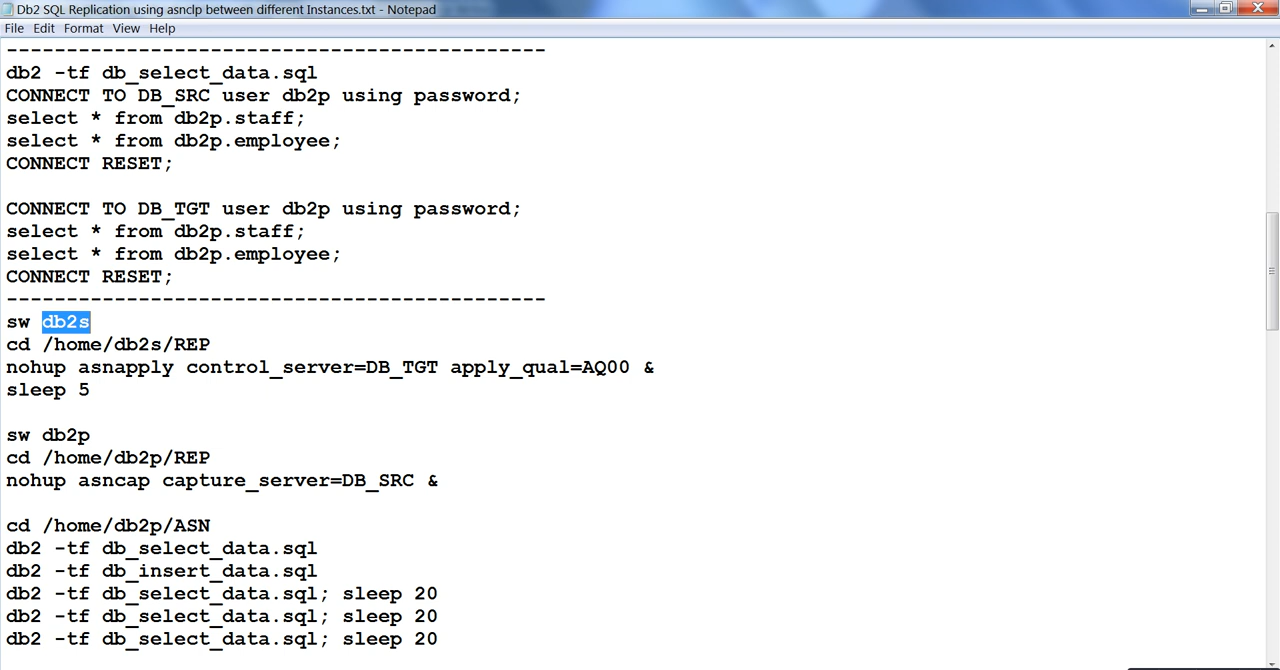 Db2 SQL Replication using asnclp between different Instances.txt - Notepad
File Edit Format View Help
---------------------------------------------
db2 -tf db_select_data.sql
CONNECT TO DB_SRC user db2p using password;
select * from db2p.staff;
select * from db2p.employee;
CONNECT RESET;
CONNECT TO DB_TGT user db2p using password;
select * from db2p.staff;
select * from db2p.employee;
CONNECT RESET;
---------------------------------------------
sw db2s
cd /home/db2s/REP
nohup asnapply control_server=DB_TGT apply_qual=AQ00 &
sleep 5
sw db2p
cd /home/db2p/REP
nohup asncap capture_server=DB_SRC &
cd /home/db2p/ASN
db2 -tf db_select_data.sql
db2 -tf db_insert_data.sql
db2 -tf db_select_data.sql; sleep 20
db2 -tf db_select_data.sql; sleep 20
db2 -tf db_select_data.sql; sleep 20